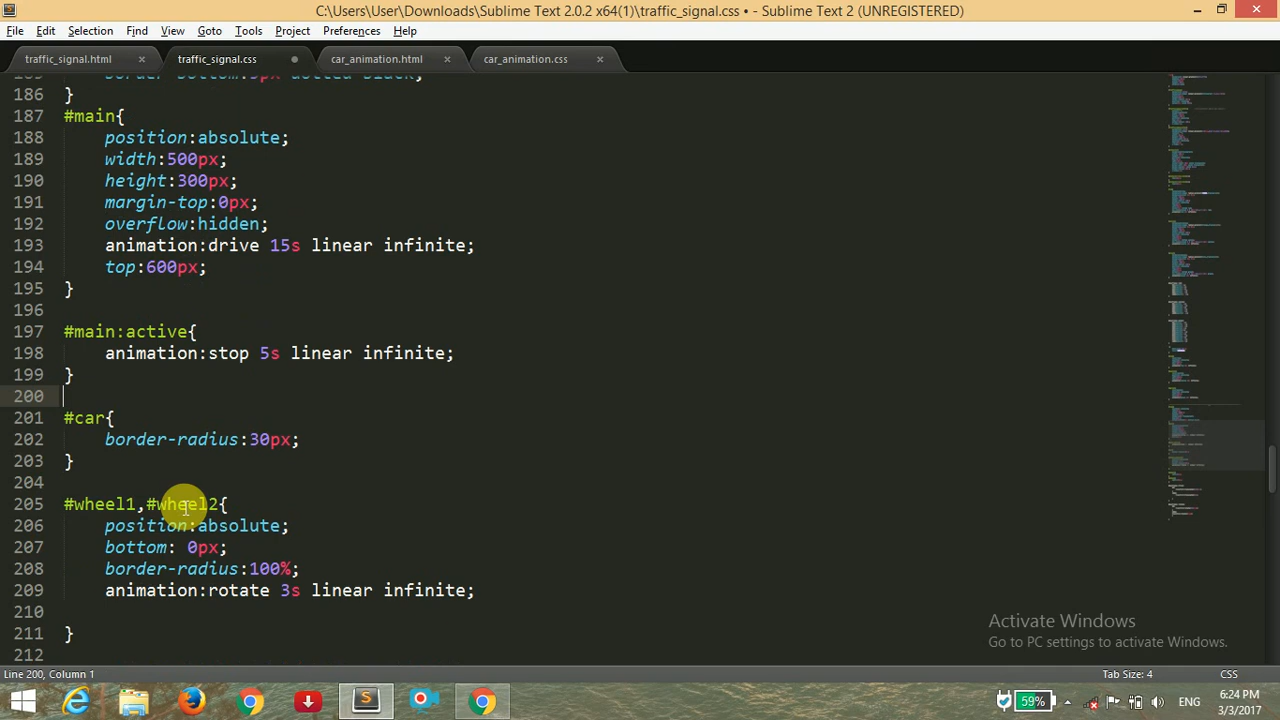 C:\Users\User\Downloads\Sublime Text 2.0.2 x64(1)\traffic_signal.css • - Sublime Text 2 (UNREGISTERED)
File Edit Selection Find View Goto Tools Project Preferences Help
traffic_signal.html traffic_signal.css car_animation.html car_animation.css
186 }
187 #main{
188 position:absolute;
189 width:500px;
190 height:300px;
191 margin-top:0px;
192 overflow:hidden;
193 animation:drive 15s linear infinite;
194 top:600px;
195 }
196
197 #main:active{
198 animation:stop 5s linear infinite;
199 }
200
201 #car{
202 border-radius:30px;
203 }
204
205 #wheel1,#wheel2{
206 position:absolute;
207 bottom: 0px;
208 border-radius:100%;
209 animation:rotate 3s linear infinite;
210
211 }
212
Activate Windows
Go to PC settings to activate Windows.
Line 200, Column 1 Tab Size: 4 CSS
59% ENG 6:24 PM
3/3/2017